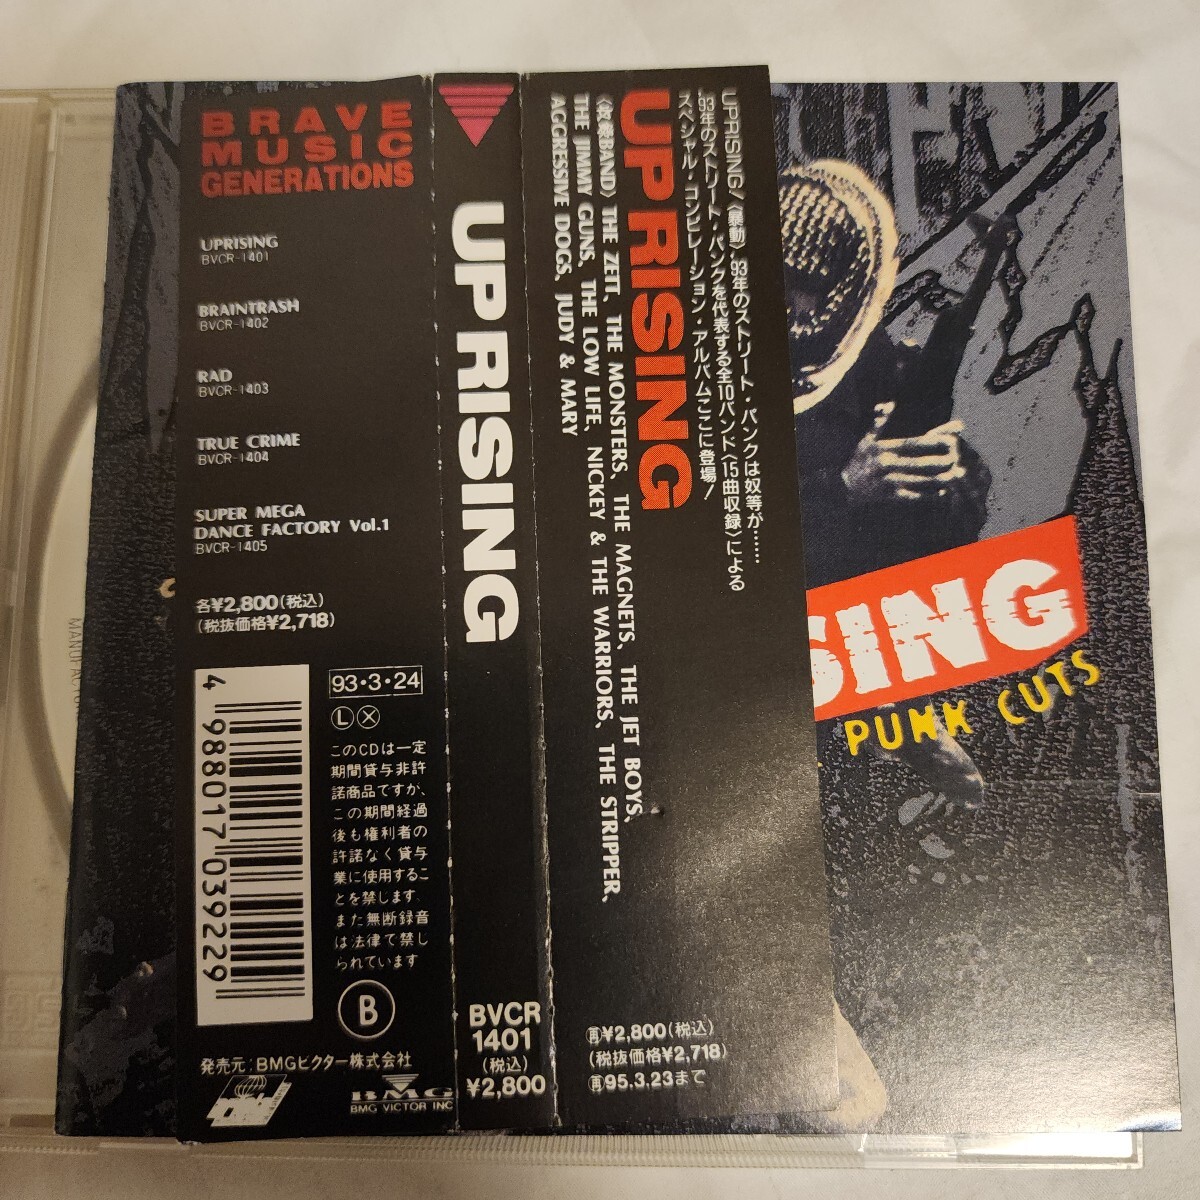 BRAVE
MUSIC
GENERATIONS
UPRISING
BVCR-1401
BRAINTRASH
BVCR-1402
RAD
BVCR-1403
TRUE CRIME
BVCR-1404
SUPER MEGA
DANCE FACTORY Vol.1
BVCR-1405
各¥2,800(税込)
(税抜価格¥2,718)
4 988017 039229
93・3・24
Ⓛ Ⓧ
このCDは一定
期間貸与非許
諾商品ですが、
この期間経過
後も権利者の
許諾なく貸与
業に使用するこ
とを禁じます
また無断録音
は法律で禁じ
られています
B
発売元:BMGビクター株式会社
BMG
BMG VICTOR INC
UPRISING
BVCR
1401
(税込)
¥2,800
UPRISING/〈暴動〉,93年のストリート・パンクは奴等が……
,93年のストリート・パンクを代表する全10バンド〈15曲収録〉による
スペシャル・コンピレーション・アルバムここに登場!
UPRISING
THE ZETT、THE MONSTERS、THE MAGNETS、THE JET BOYS、
THE JIMMY GUNS、THE LOW LIFE、NICKEY & THE WARRIORS、THE STRIPPER、
AGGRESSIVE DOGS、JUDY & MARY
再¥2,800(税込)
(税抜価格¥2,718)
再95.3.23まで
SING
PUNK CUTS